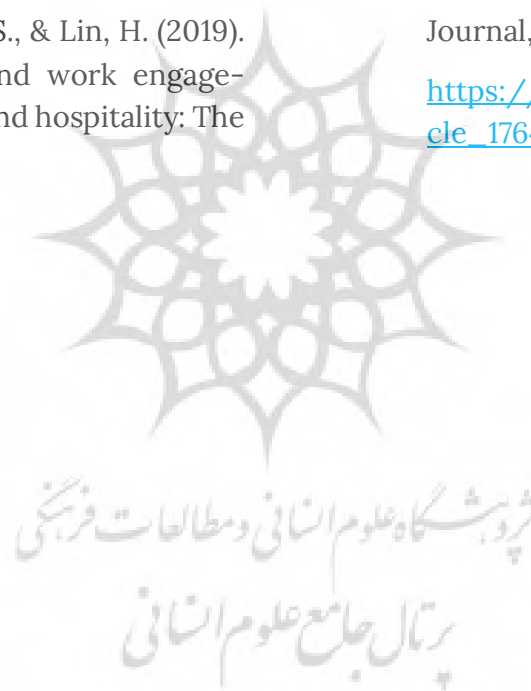 S., & Lin, H. (2019).
nd work engage-
nd hospitality: The
Journal,
https:/
cle_176
پژوهشگاه علوم انسانی و مطالعات فرهنگی
پرتال جامع علوم انسانی